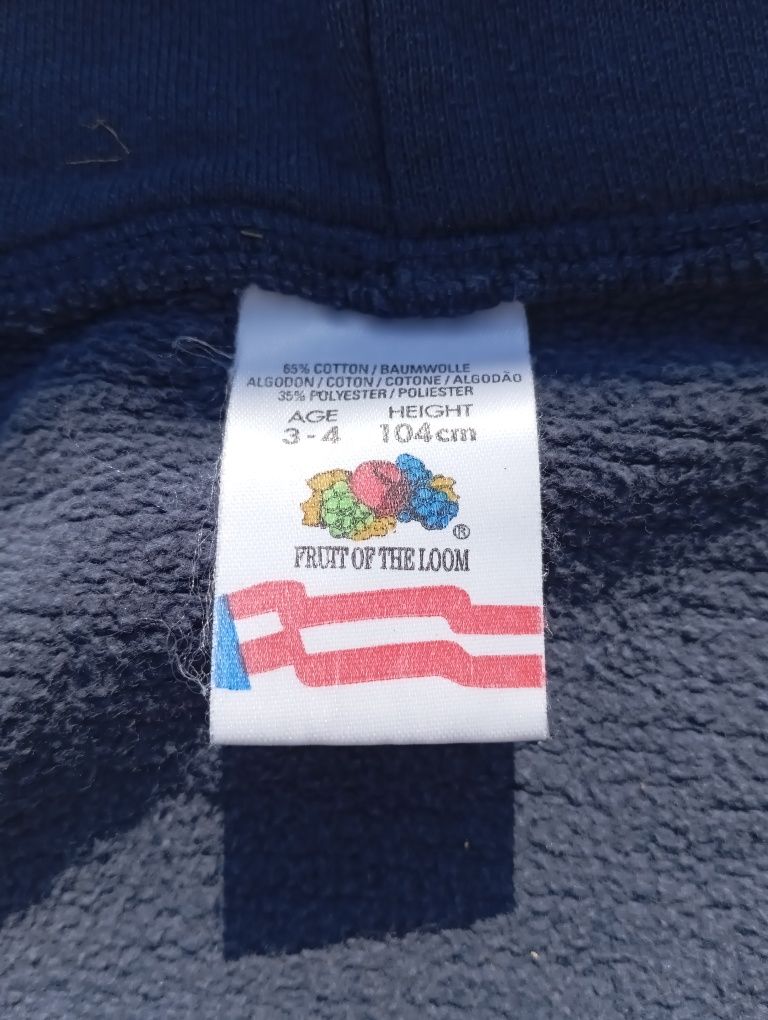 65% COTTON / BAUMWOLLE
ALGODON / COTON / COTONE / ALGODÃO
35% POLYESTER / POLIESTER
AGE HEIGHT
3-4 104cm
®
FRUIT OF THE LOOM